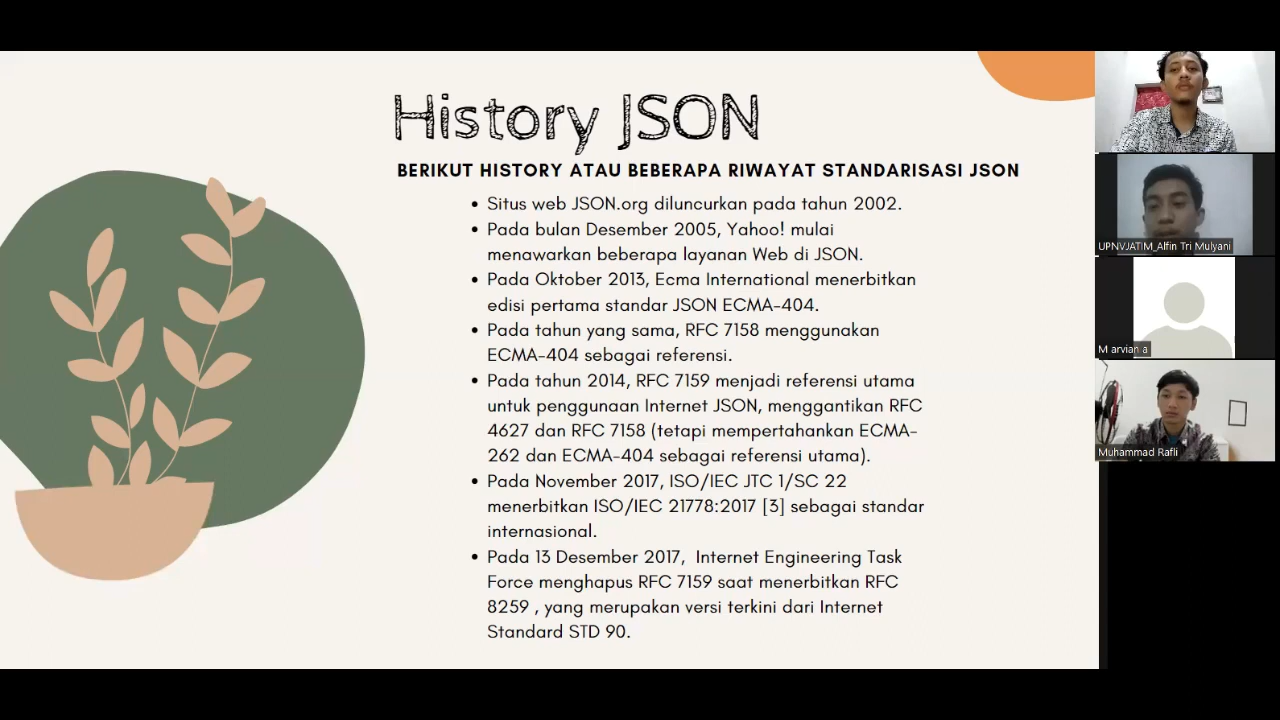 History JSON
BERIKUT HISTORY ATAU BEBERAPA RIWAYAT STANDARISASI JSON
• Situs web JSON.org diluncurkan pada tahun 2002.
• Pada bulan Desember 2005, Yahoo! mulai
menawarkan beberapa layanan Web di JSON.
• Pada Oktober 2013, Ecma International menerbitkan
edisi pertama standar JSON ECMA-404.
• Pada tahun yang sama, RFC 7158 menggunakan
ECMA-404 sebagai referensi.
• Pada tahun 2014, RFC 7159 menjadi referensi utama
untuk penggunaan Internet JSON, menggantikan RFC
4627 dan RFC 7158 (tetapi mempertahankan ECMA-
262 dan ECMA-404 sebagai referensi utama).
• Pada November 2017, ISO/IEC JTC 1/SC 22
menerbitkan ISO/IEC 21778:2017 [3] sebagai standar
internasional.
• Pada 13 Desember 2017,  Internet Engineering Task
Force menghapus RFC 7159 saat menerbitkan RFC
8259 , yang merupakan versi terkini dari Internet
Standard STD 90.
UPNVJATIM_Alfin Tri Mulyani
M arvian a
Muhammad Rafli